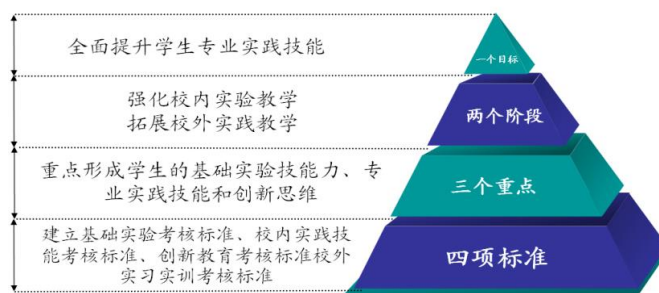 全面提升学生专业实践技能
一个目标
强化校内实验教学
拓展校外实践教学
两个阶段
重点形成学生的基础实验技能力、专
业实践技能和创新思维
三个重点
建立基础实验考核标准、校内实践技
能考核标准、创新教育考核标准校外
实习实训考核标准
四项标准